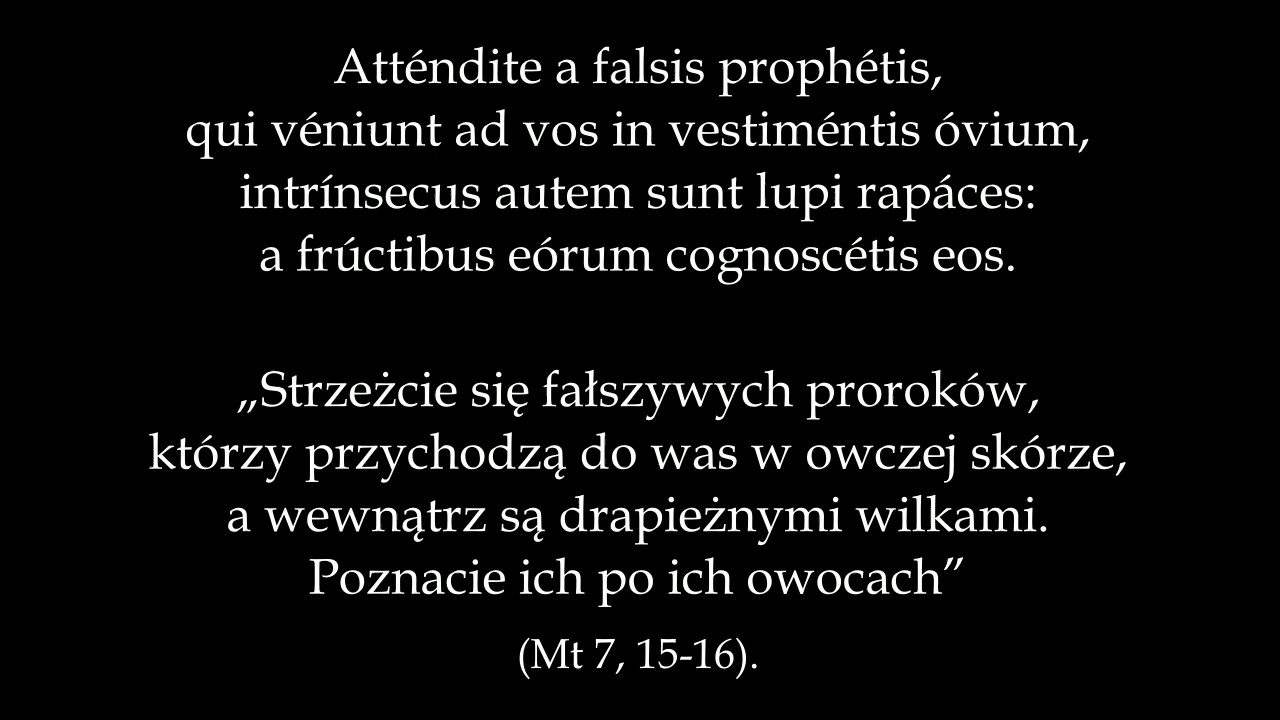 Atténdite a falsis prophétis,
qui véniunt ad vos in vestiméntis óvium,
intrínsecus autem sunt lupi rapáces:
a frúctibus eórum cognoscétis eos.
„Strzeżcie się fałszywych proroków,
którzy przychodzą do was w owczej skórze,
a wewnątrz są drapieżnymi wilkami.
Poznacie ich po ich owocach”
(Mt 7, 15-16).